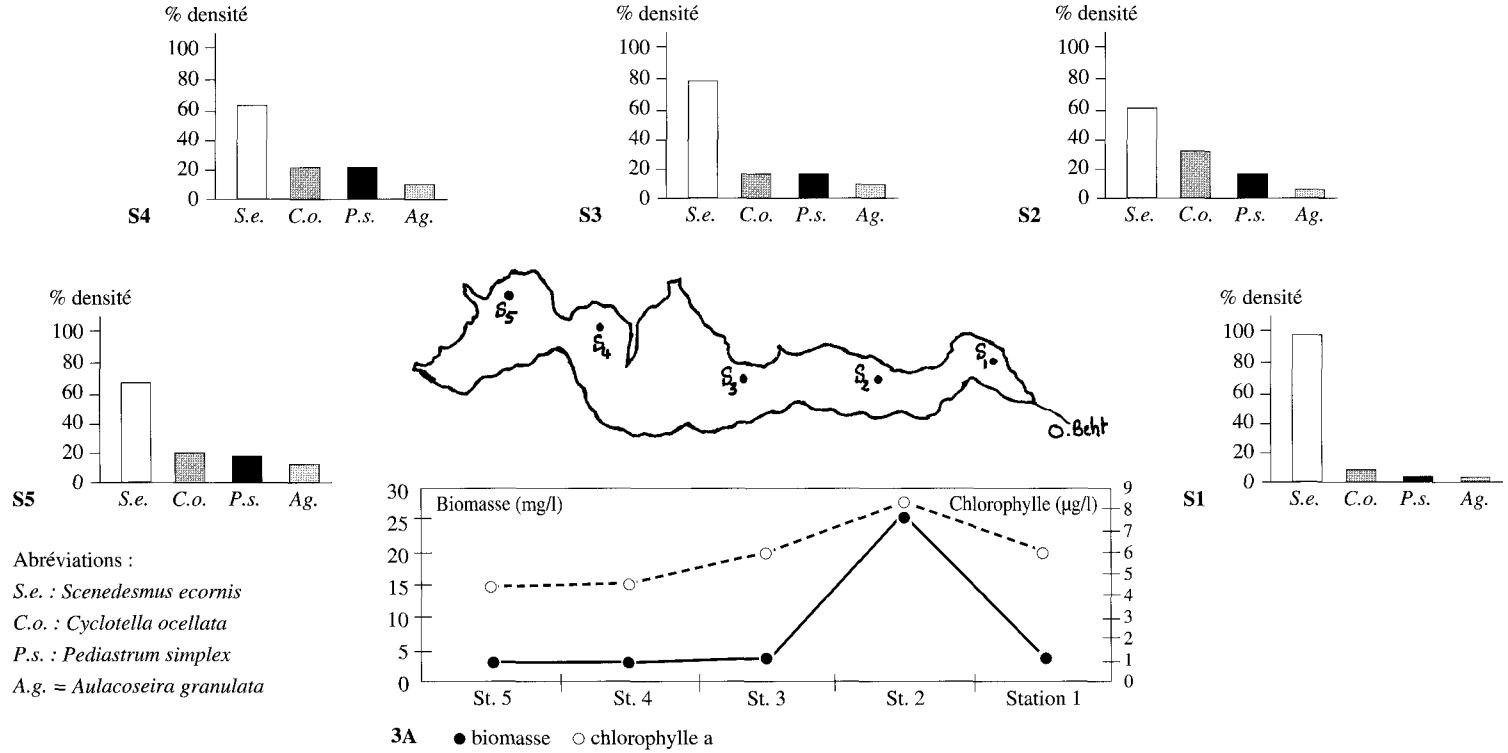 % densité
100
80
60
40
20
0
S4
S.e. C.o. P.s. Ag.
% densité
100
80
60
40
20
0
S3
S.e. C.o. P.s. Ag.
% densité
100
80
60
40
20
0
S2
S.e. C.o. P.s. Ag.
% densité
100
80
60
40
20
0
S5
S.e. C.o. P.s. Ag.
S5
S4
S3
S2
S1
O. Beht
% densité
100
80
60
40
20
0
S1
S.e. C.o. P.s. Ag.
Abréviations :
S.e. : Scenedesmus ecornis
C.o. : Cyclotella ocellata
P.s. : Pediastrum simplex
A.g. = Aulacoseira granulata
Biomasse (mg/l)
Chlorophylle (µg/l)
30
25
20
15
10
5
0
9
8
7
6
5
4
3
2
1
0
St. 5 St. 4 St. 3 St. 2 Station 1
3A ● biomasse ○ chlorophylle a